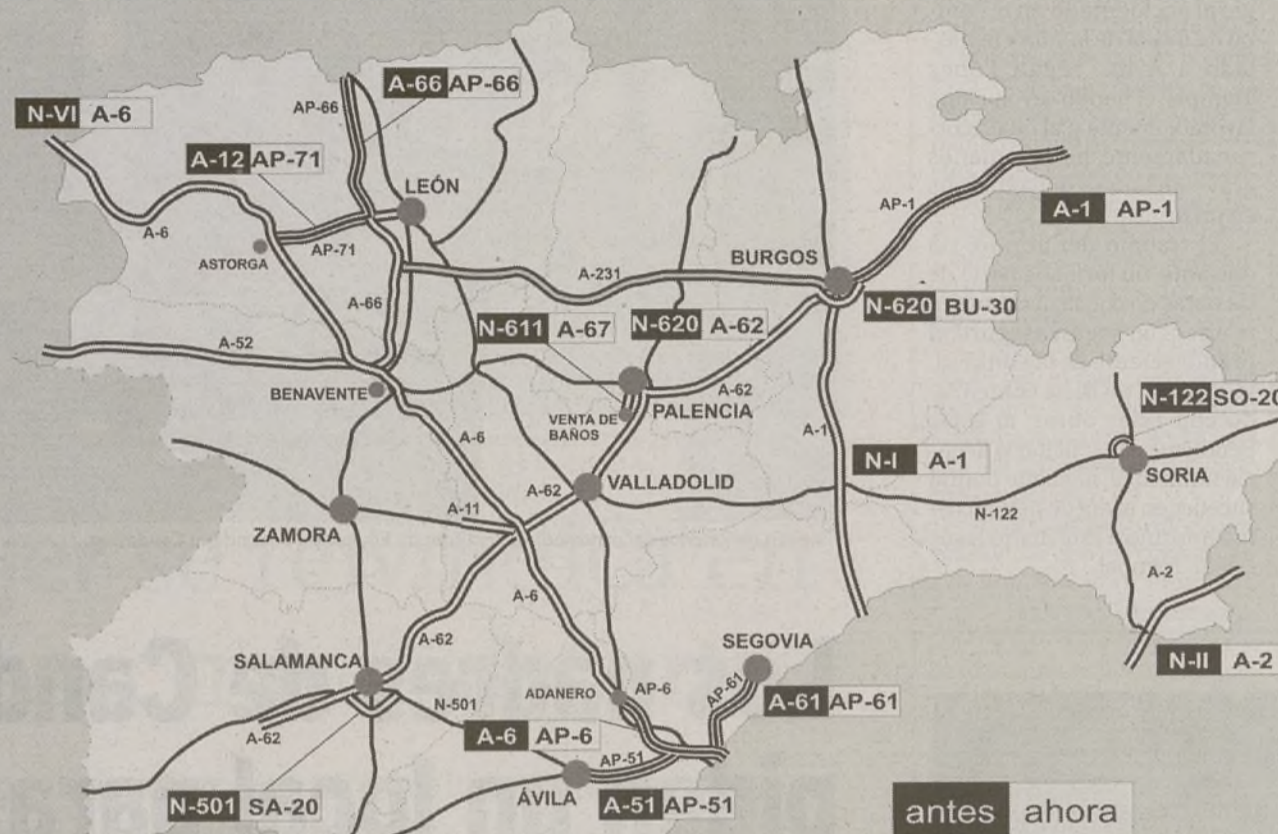 A-66 AP-66
N-VI A-6
AP-66
A-12 AP-71
LEÓN
AP-1
A-1 AP-1
A-6
AP-71
ASTORGA
BURGOS
A-231
A-66
N-620 BU-30
N-611 A-67
N-620 A-62
A-52
BENAVENTE
A-62
N-122 SO-20
VENTA DE
BAÑOS
PALENCIA
A-6
A-1
N-I A-1
SORIA
A-62
VALLADOLID
A-11
N-122
ZAMORA
A-2
A-6
A-62
SEGOVIA
SALAMANCA
N-II A-2
ADANERO
AP-6
AP-61
A-61 AP-61
N-501
A-62
A-6 AP-6
AP-51
ÁVILA
N-501 SA-20
A-51 AP-51
antes ahora